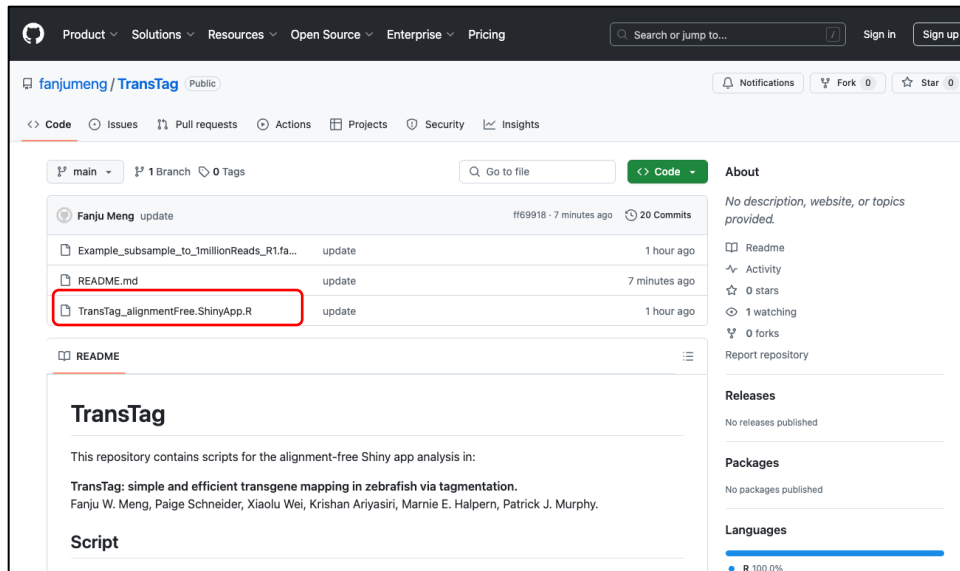 Product Solutions Resources Open Source Enterprise Pricing Search or jump to... / Sign in Sign up
fanjumeng / TransTag Public Notifications Fork 0 Star 0
Code Issues Pull requests Actions Projects Security Insights
main 1 Branch 0 Tags Go to file Code
Fanju Meng update ff69918 · 7 minutes ago 20 Commits
Example_subsample_to_1millionReads_R1.fa... update 1 hour ago
README.md update 7 minutes ago
TransTag_alignmentFree.ShinyApp.R update 1 hour ago
README
TransTag
This repository contains scripts for the alignment-free Shiny app analysis in:
TransTag: simple and efficient transgene mapping in zebrafish via tagmentation.
Fanju W. Meng, Paige Schneider, Xiaolu Wei, Krishan Ariyasiri, Marnie E. Halpern, Patrick J. Murphy.
Script
About
No description, website, or topics
provided.
Readme
Activity
0 stars
1 watching
0 forks
Report repository
Releases
No releases published
Packages
No packages published
Languages
R 100.0%